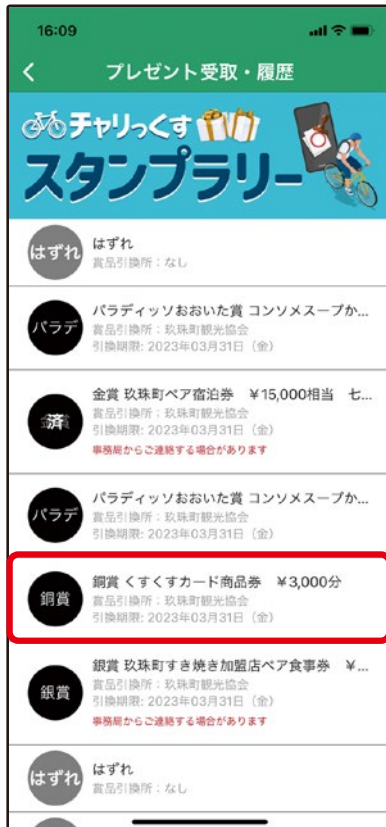 16:09
プレゼント受取・履歴
チャリっくす
スタンプラリー
はずれ
はずれ
賞品引換所：なし
パラデ
パラディッソおおいた賞 コンソメスープか...
賞品引換所：玖珠町観光協会
引換期限: 2023年03月31日（金）
済
金賞 玖珠町ペア宿泊券　￥15,000相当　七...
賞品引換所：玖珠町観光協会
引換期限: 2023年03月31日（金）
事務局からご連絡する場合があります
パラデ
パラディッソおおいた賞 コンソメスープか...
賞品引換所：玖珠町観光協会
引換期限: 2023年03月31日（金）
銅賞
銅賞 くすくすカード商品券　￥3,000分
賞品引換所：玖珠町観光協会
引換期限: 2023年03月31日（金）
銀賞
銀賞 玖珠町すき焼き加盟店ペア食事券　￥...
賞品引換所：玖珠町観光協会
引換期限: 2023年03月31日（金）
事務局からご連絡する場合があります
はずれ
はずれ
賞品引換所：なし